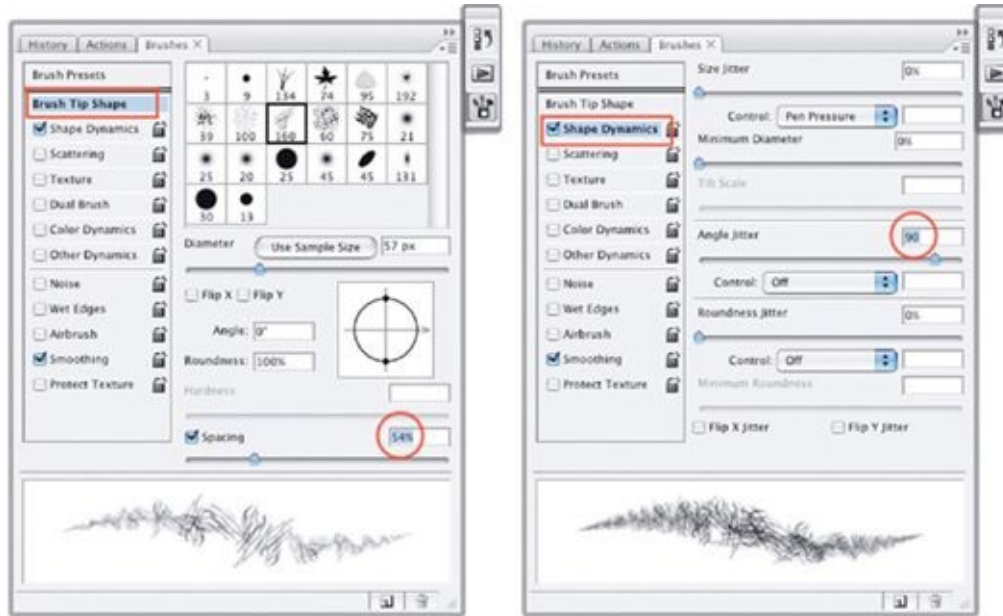 History Actions Brushes ×
Brush Presets
Brush Tip Shape
Shape Dynamics
Scattering
Texture
Dual Brush
Color Dynamics
Other Dynamics
Noise
Wet Edges
Airbrush
Smoothing
Protect Texture
3 9 134 74 95 192
39 100 160 60 75 21
25 20 25 45 45 131
30 13
Diameter Use Sample Size 57 px
Flip X Flip Y
Angle: 0°
Roundness: 100%
Hardness
Spacing 54%
History Actions Brushes ×
Brush Presets
Brush Tip Shape
Shape Dynamics
Scattering
Texture
Dual Brush
Color Dynamics
Other Dynamics
Noise
Wet Edges
Airbrush
Smoothing
Protect Texture
Size Jitter 0%
Control: Pen Pressure
Minimum Diameter 0%
Tilt Scale
Angle Jitter 90
Control: Off
Roundness Jitter 0%
Control: Off
Minimum Roundness
Flip X Jitter Flip Y Jitter